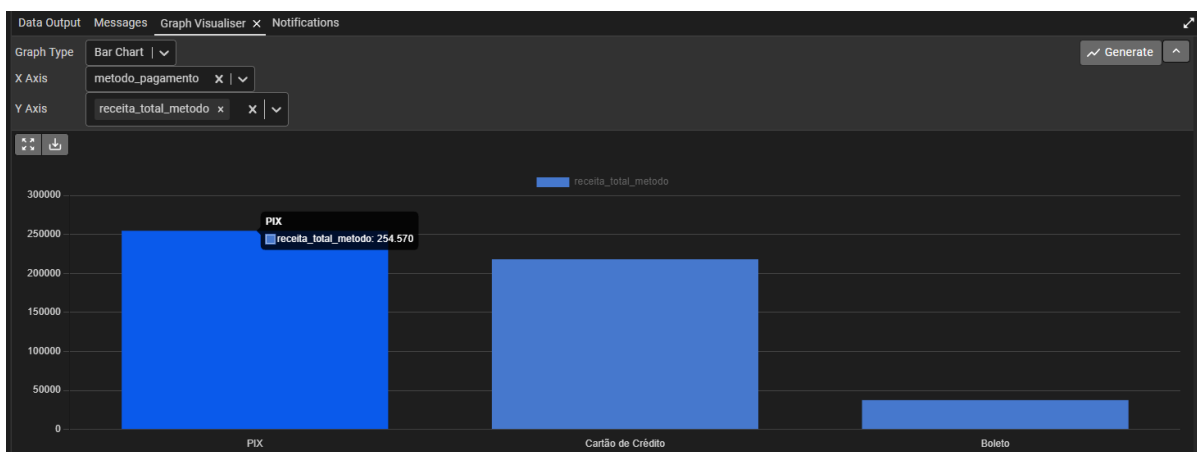 Data Output Messages Graph Visualiser Notifications
Graph Type Bar Chart Generate
X Axis metodo_pagamento
Y Axis receita_total_metodo
receita_total_metodo
300000
PIX
receita_total_metodo: 254.570
250000
200000
150000
100000
50000
0
PIX Cartão de Crédito Boleto